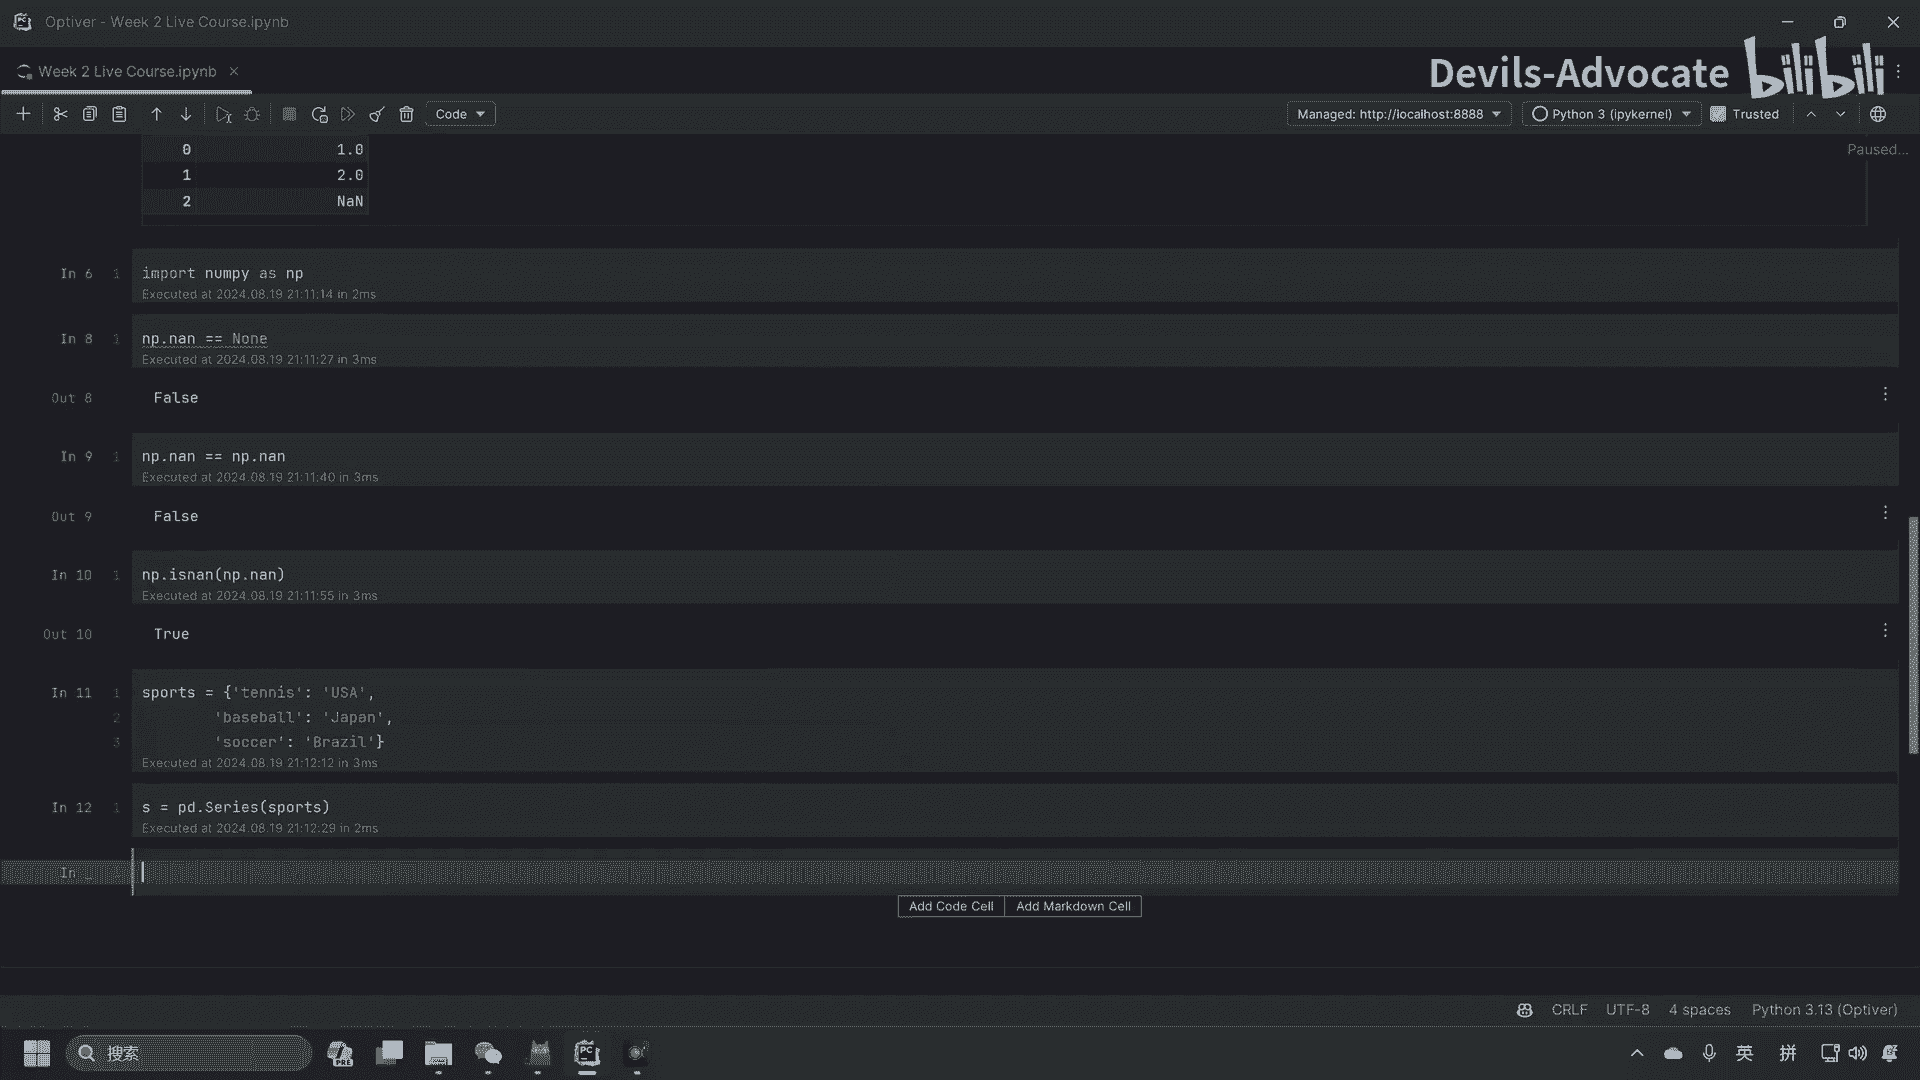 Optiver - Week 2 Live Course.ipynb
Week 2 Live Course.ipynb
Devils-Advocate bilibili
Code
Managed: http://localhost:8888
Python 3 (ipykernel)
Trusted
Paused...
0 1.0
1 2.0
2 NaN
In 6 1 import numpy as np
Executed at 2024.08.19 21:11:14 in 2ms
In 8 1 np.nan == None
Executed at 2024.08.19 21:11:27 in 3ms
Out 8 False
In 9 1 np.nan == np.nan
Executed at 2024.08.19 21:11:40 in 3ms
Out 9 False
In 10 1 np.isnan(np.nan)
Executed at 2024.08.19 21:11:55 in 3ms
Out 10 True
In 11 1 sports = {'tennis': 'USA',
2 'baseball': 'Japan',
3 'soccer': 'Brazil'}
Executed at 2024.08.19 21:12:12 in 3ms
In 12 1 s = pd.Series(sports)
Executed at 2024.08.19 21:12:29 in 2ms
In _
Add Code Cell Add Markdown Cell
CRLF UTF-8 4 spaces Python 3.13 (Optiver)
搜索
PRE
PC
英 拼